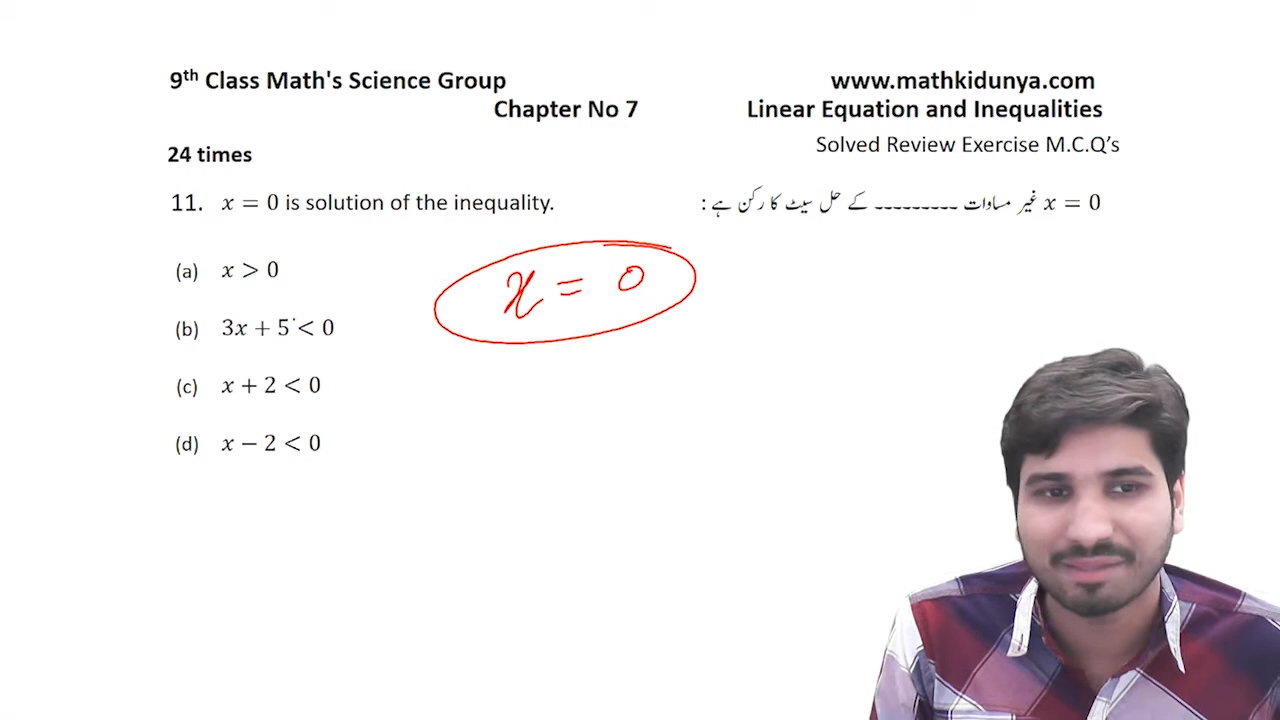 9th Class Math's Science Group
www.mathkidunya.com
Chapter No 7
Linear Equation and Inequalities
Solved Review Exercise M.C.Q's
24 times
11. x = 0 is solution of the inequality.
x = 0 غیر مساوات --------- کے حل سیٹ کا رکن ہے :
(a) x > 0
x = 0
(b) 3x + 5 < 0
(c) x + 2 < 0
(d) x − 2 < 0